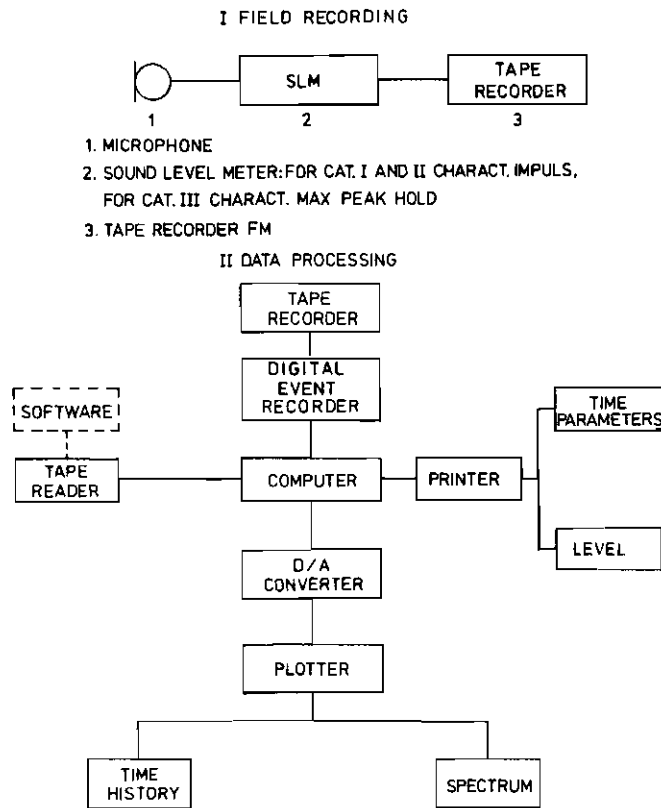 I FIELD RECORDING
SLM
TAPE
RECORDER
1
2
3
1. MICROPHONE
2. SOUND LEVEL METER: FOR CAT. I AND II CHARACT. IMPULS,
FOR CAT. III CHARACT. MAX PEAK HOLD
3. TAPE RECORDER FM
II DATA PROCESSING
TAPE
RECORDER
DIGITAL
EVENT
RECORDER
SOFTWARE
TIME
PARAMETERS
TAPE
READER
COMPUTER
PRINTER
D/A
CONVERTER
LEVEL
PLOTTER
TIME
HISTORY
SPECTRUM